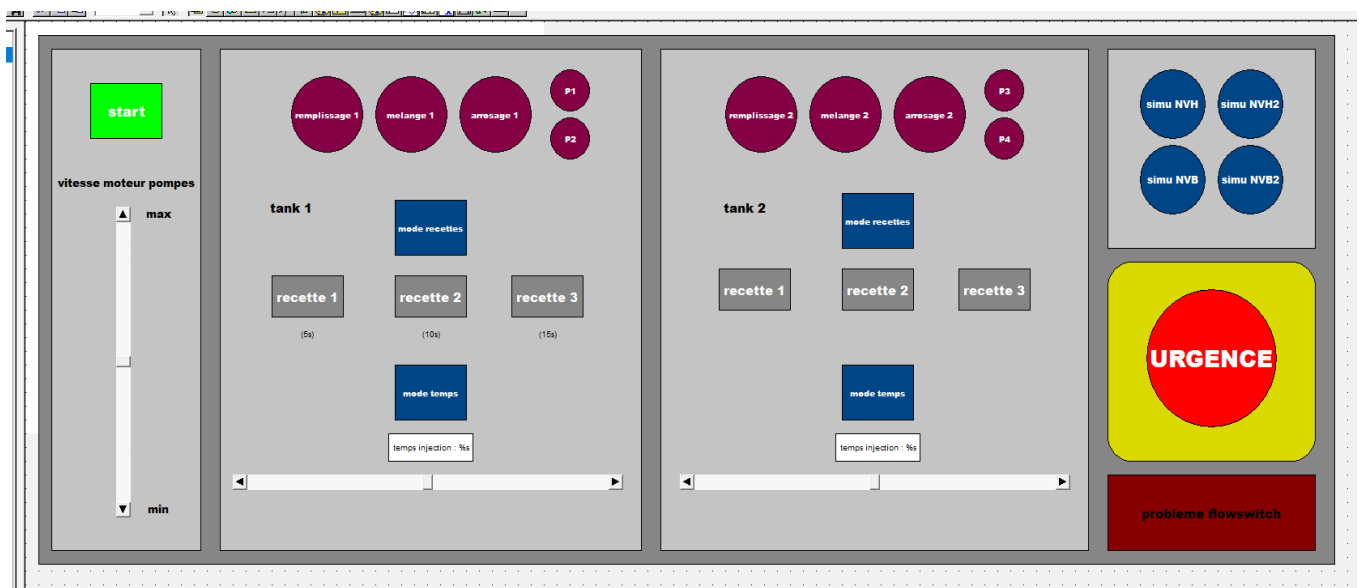 start
vitesse moteur pompes
max
min
remplissage 1
melange 1
arrosage 1
P1
P2
tank 1
mode recettes
recette 1
recette 2
recette 3
(5s)
(10s)
(15s)
mode temps
temps injection : %s
remplissage 2
melange 2
arrosage 2
P3
P4
tank 2
mode recettes
recette 1
recette 2
recette 3
mode temps
temps injection : %s
simu NVH
simu NVH2
simu NVB
simu NVB2
URGENCE
probleme flowswitch